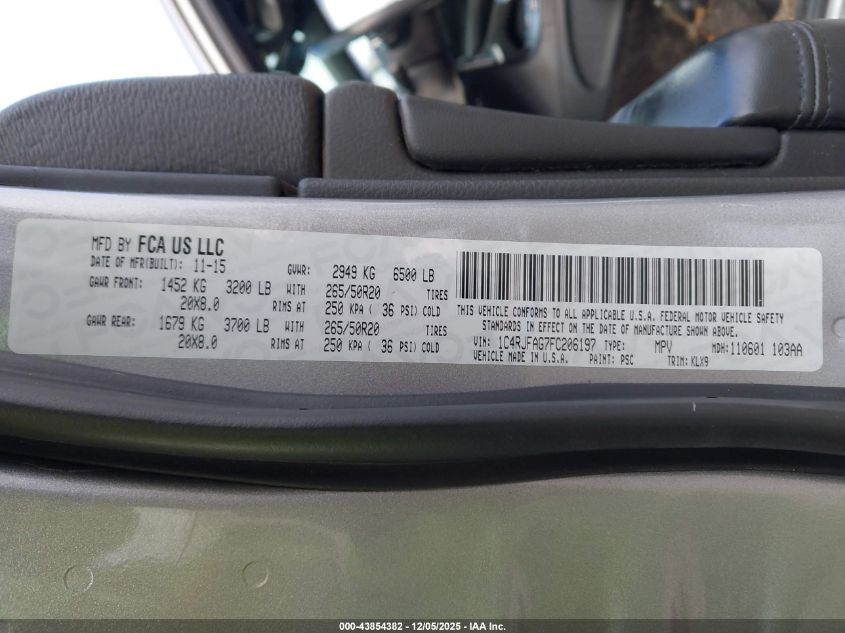 MFD BY FCA US LLC
DATE OF MFR(BUILT): 11-15 GVWR: 2949 KG 6500 LB
GAWR FRONT: 1452 KG 3200 LB WITH 265/50R20 TIRES
20X8.0 RIMS AT 250 KPA ( 36 PSI) COLD
GAWR REAR: 1679 KG 3700 LB WITH 265/50R20 TIRES
20X8.0 RIMS AT 250 KPA ( 36 PSI) COLD
THIS VEHICLE CONFORMS TO ALL APPLICABLE U.S.A. FEDERAL MOTOR VEHICLE SAFETY
STANDARDS IN EFFECT ON THE DATE OF MANUFACTURE SHOWN ABOVE.
VIN: 1C4RJFAG7FC206197 TYPE: MPV MDH:110601 103AA
VEHICLE MADE IN U.S.A. PAINT: PSC TRIM: KLX9
000-43854382 - 12/05/2025 - IAA Inc.